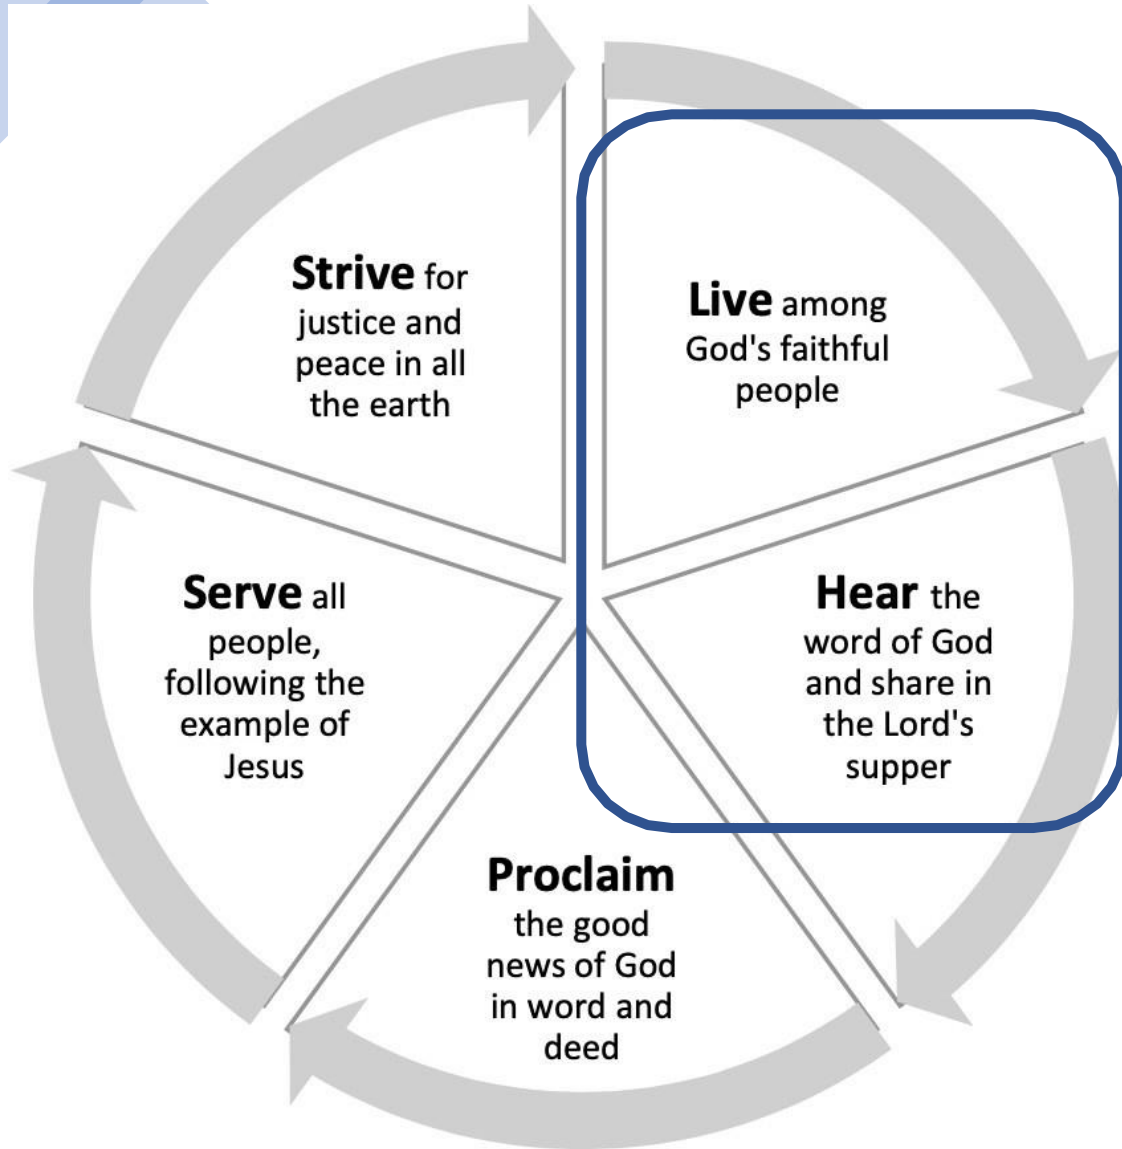 Strive for
justice and
peace in all
the earth
Live among
God's faithful
people
Serve all
people,
following the
example of
Jesus
Hear the
word of God
and share in
the Lord's
supper
Proclaim
the good
news of God
in word and
deed